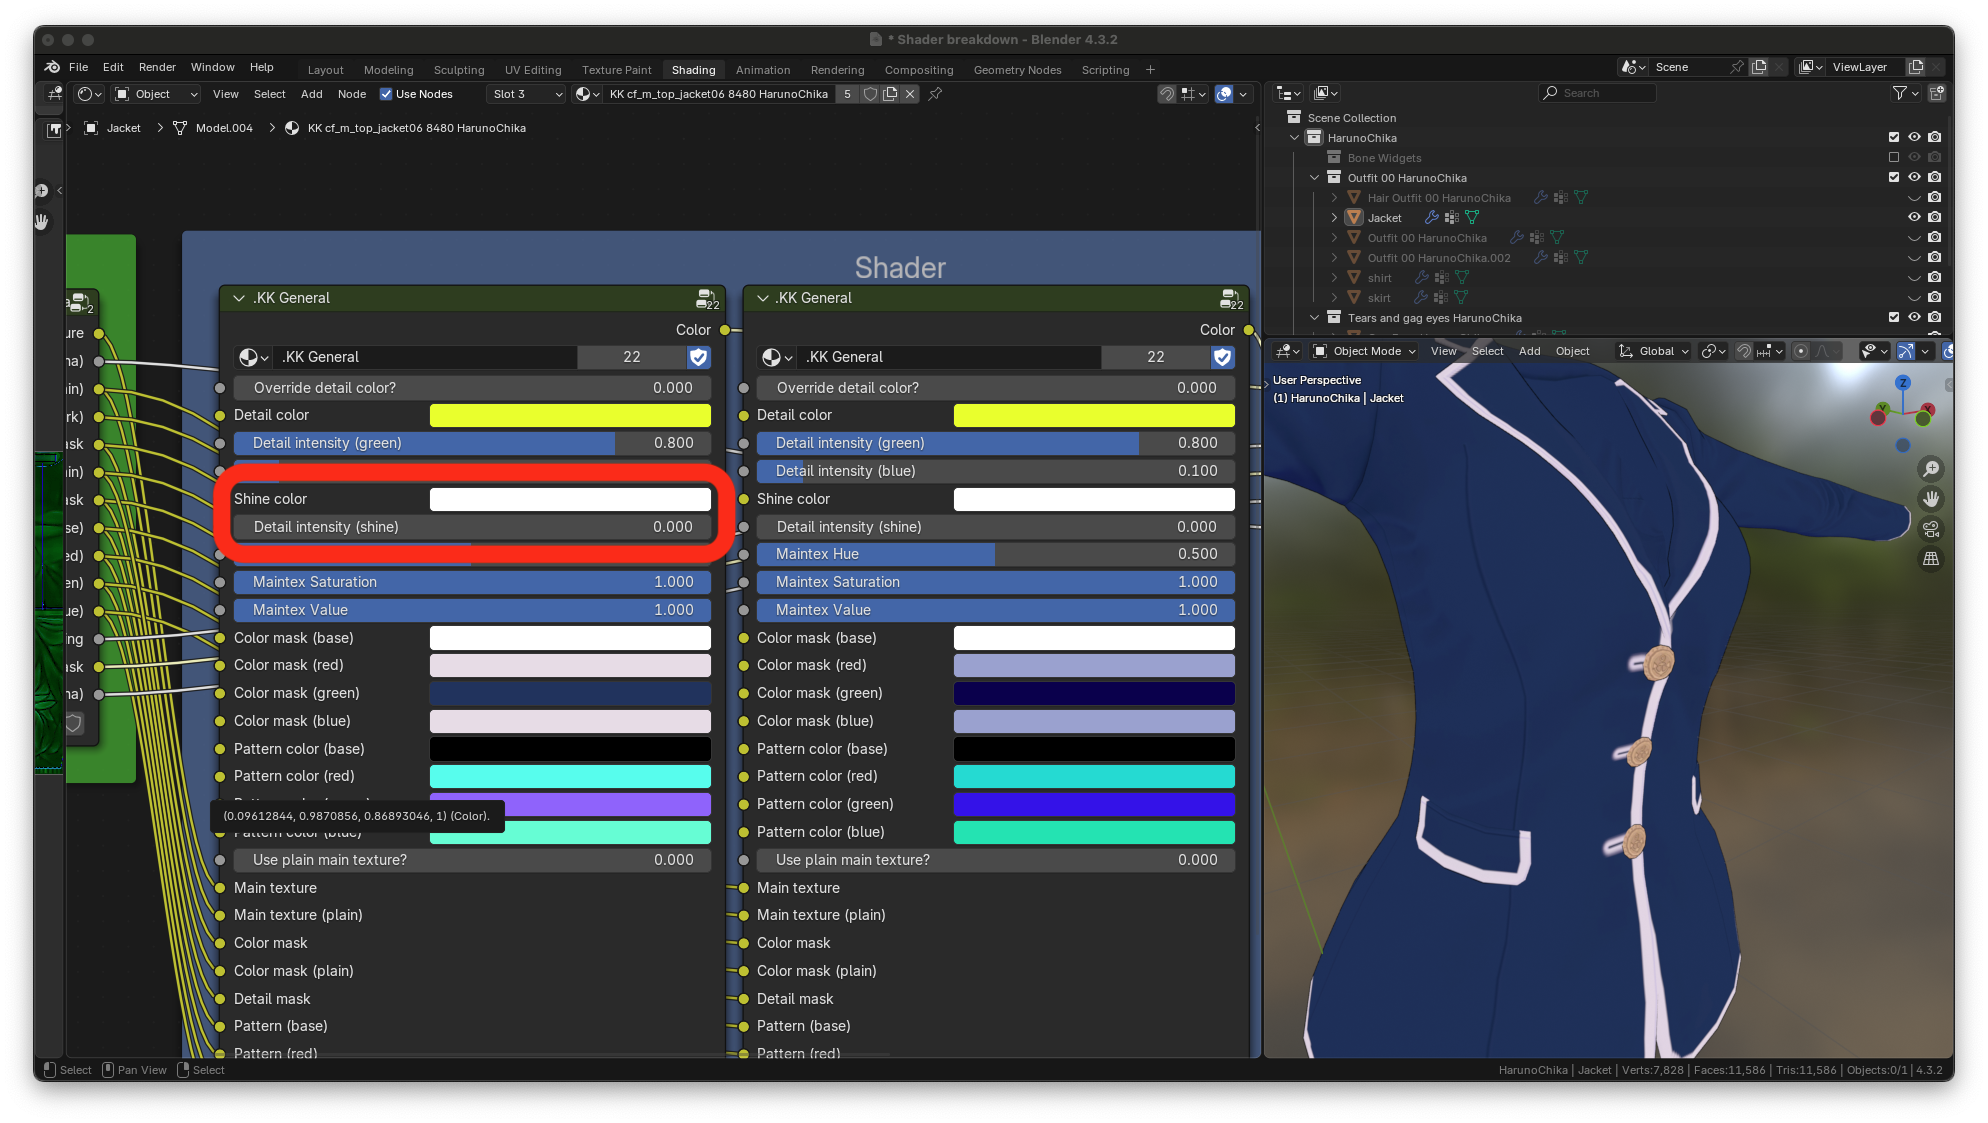 * Shader breakdown - Blender 4.3.2
File Edit Render Window Help Layout Modeling Sculpting UV Editing Texture Paint Shading Animation Rendering Compositing Geometry Nodes Scripting + Scene ViewLayer
Object View Select Add Node Use Nodes Slot 3 KK cf_m_top_jacket06 8480 HarunoChika 5
Jacket > Model.004 > KK cf_m_top_jacket06 8480 HarunoChika
Search
Scene Collection
HarunoChika
Bone Widgets
Outfit 00 HarunoChika
Hair Outfit 00 HarunoChika
Jacket
Outfit 00 HarunoChika
Outfit 00 HarunoChika.002
shirt
skirt
Tears and gag eyes HarunoChika
Object Mode View Select Add Object Global
User Perspective
(1) HarunoChika | Jacket
Z
Y
X
Shader
a
2
ure
a)
in)
rk)
sk
in)
ask
se)
ed)
en)
ue)
ng
ask
a)
.KK General
22
Color
.KK General 22
Override detail color? 0.000
Detail color
Detail intensity (green) 0.800
Shine color
Detail intensity (shine) 0.000
Maintex Saturation 1.000
Maintex Value 1.000
Color mask (base)
Color mask (red)
Color mask (green)
Color mask (blue)
Pattern color (base)
Pattern color (red)
(0.09612844, 0.9870856, 0.86893046, 1) (Color).
Pattern color (blue)
Use plain main texture? 0.000
Main texture
Main texture (plain)
Color mask
Color mask (plain)
Detail mask
Pattern (base)
Pattern (red)
.KK General
22
Color
.KK General 22
Override detail color? 0.000
Detail color
Detail intensity (green) 0.800
Detail intensity (blue) 0.100
Shine color
Detail intensity (shine) 0.000
Maintex Hue 0.500
Maintex Saturation 1.000
Maintex Value 1.000
Color mask (base)
Color mask (red)
Color mask (green)
Color mask (blue)
Pattern color (base)
Pattern color (red)
Pattern color (green)
Pattern color (blue)
Use plain main texture? 0.000
Main texture
Main texture (plain)
Color mask
Color mask (plain)
Detail mask
Pattern (base)
Pattern (red)
Select Pan View Select
HarunoChika | Jacket | Verts:7,828 | Faces:11,586 | Tris:11,586 | Objects:0/1 | 4.3.2